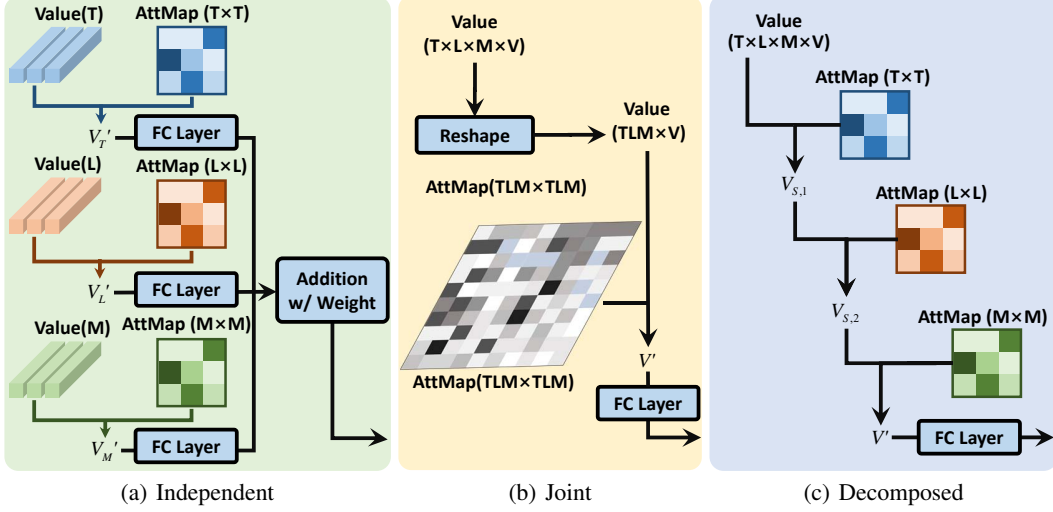 Value(T)
AttMap (T×T)
V_T'
FC Layer
Value(L)
AttMap (L×L)
V_L'
FC Layer
Addition
w/ Weight
Value(M)
AttMap (M×M)
V_M'
FC Layer
(a) Independent
Value
(T×L×M×V)
Reshape
Value
(TLM×V)
AttMap(TLM×TLM)
AttMap(TLM×TLM)
V'
FC Layer
(b) Joint
Value
(T×L×M×V)
AttMap (T×T)
V_{S,1}
AttMap (L×L)
V_{S,2}
AttMap (M×M)
V'
FC Layer
(c) Decomposed